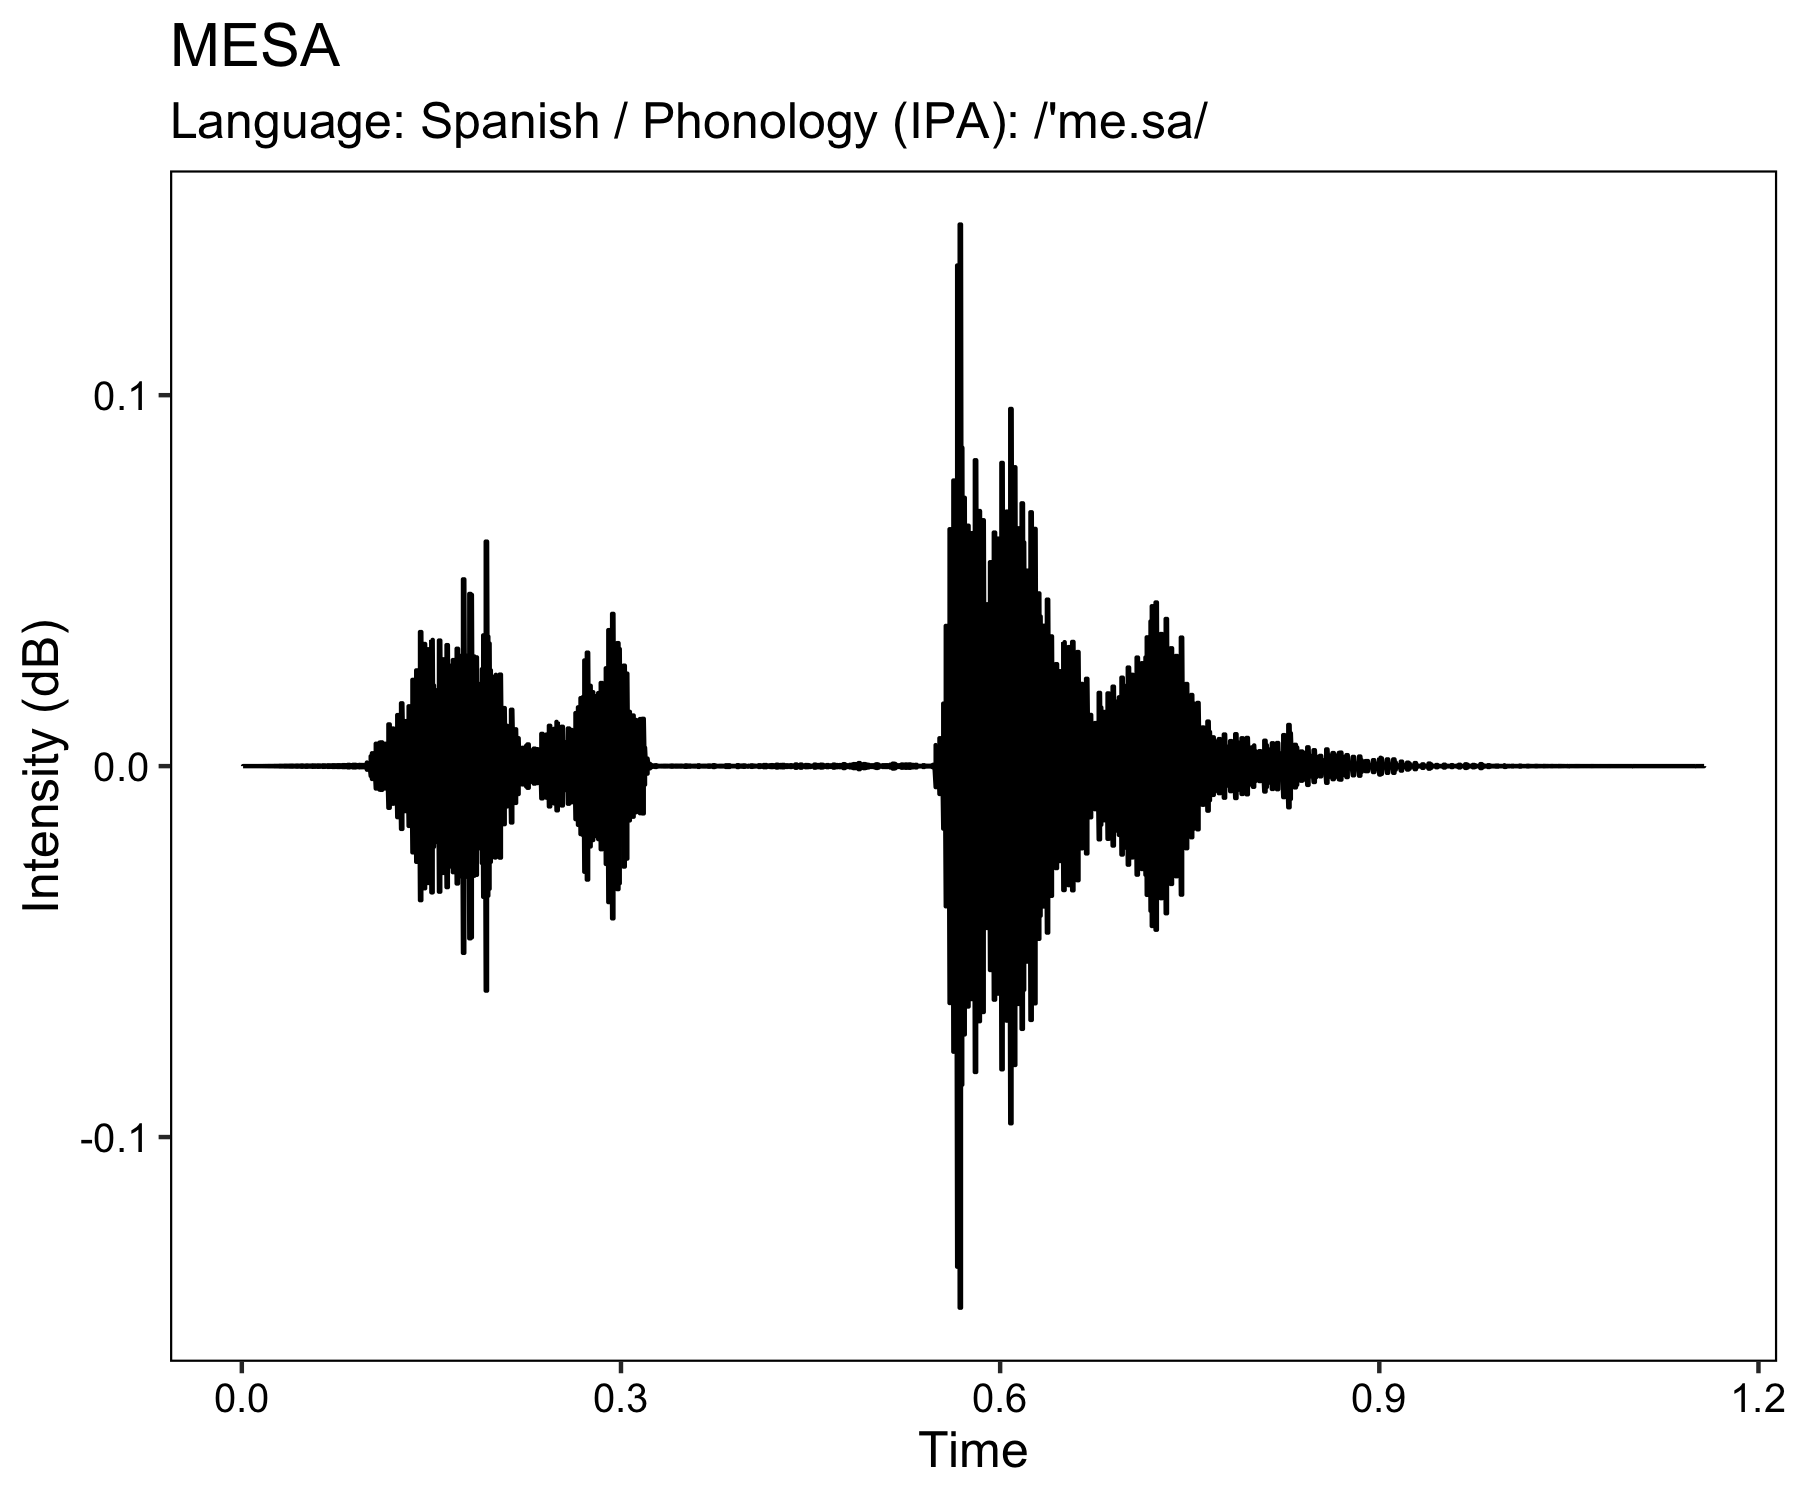 MESA
Language: Spanish / Phonology (IPA): /'me.sa/
Intensity (dB)
0.1
0.0
-0.1
0.0 0.3 0.6 0.9 1.2
Time